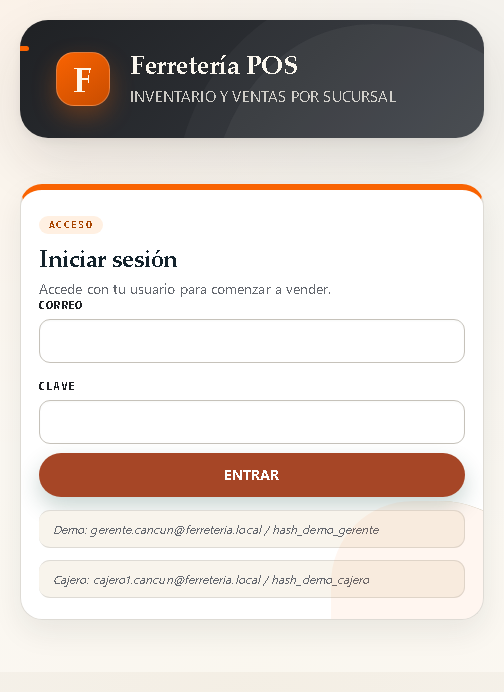 F
Ferretería POS
INVENTARIO Y VENTAS POR SUCURSAL
ACCESO
Iniciar sesión
Accede con tu usuario para comenzar a vender.
CORREO
CLAVE
ENTRAR
Demo: gerente.cancun@ferreteria.local / hash_demo_gerente
Cajero: cajero1.cancun@ferreteria.local / hash_demo_cajero